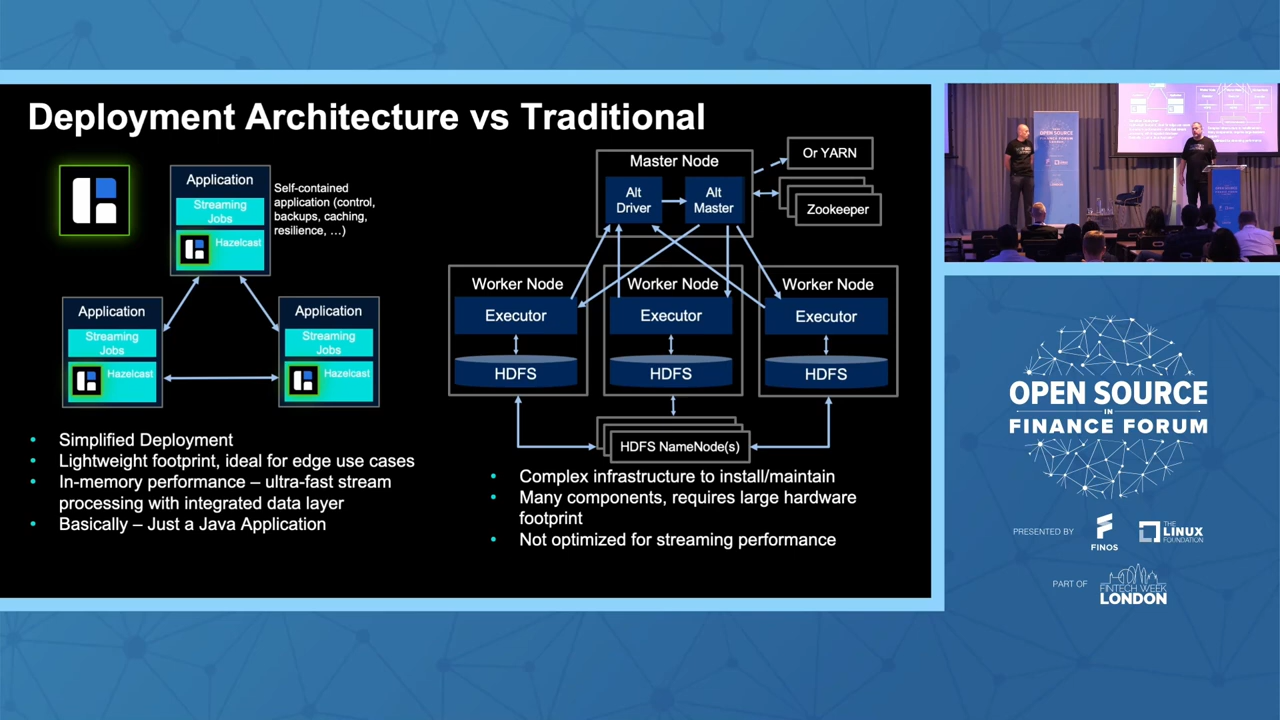 Deployment Architecture vs Traditional
Application
Streaming
Jobs
Hazelcast
Self-contained
application (control,
backups, caching,
resilience, ...)
Application
Streaming
Jobs
Hazelcast
Application
Streaming
Jobs
Hazelcast
• Simplified Deployment
• Lightweight footprint, ideal for edge use cases
• In-memory performance – ultra-fast stream
processing with integrated data layer
• Basically – Just a Java Application
Master Node
Alt
Driver
Alt
Master
Or YARN
Zookeeper
Worker Node
Executor
HDFS
Worker Node
Executor
HDFS
Worker Node
Executor
HDFS
HDFS NameNode(s)
• Complex infrastructure to install/maintain
• Many components, requires large hardware
footprint
• Not optimized for streaming performance
OPEN SOURCE
FINANCE FORUM
OPEN SOURCE
IN
FINANCE FORUM
PRESENTED BY
FINOS
THE
LINUX
FOUNDATION
PART OF
FINTECH WEEK
LONDON